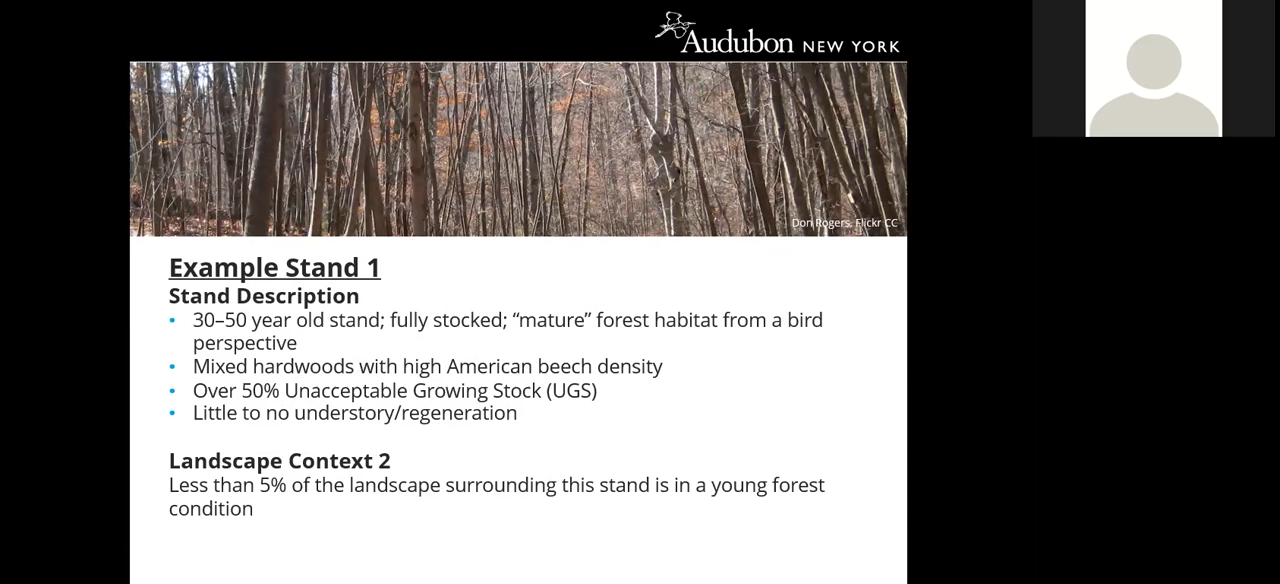 Audubon NEW YORK
Don Rogers, Flickr CC
Example Stand 1
Stand Description
• 30–50 year old stand; fully stocked; “mature” forest habitat from a bird
perspective
• Mixed hardwoods with high American beech density
• Over 50% Unacceptable Growing Stock (UGS)
• Little to no understory/regeneration
Landscape Context 2
Less than 5% of the landscape surrounding this stand is in a young forest
condition